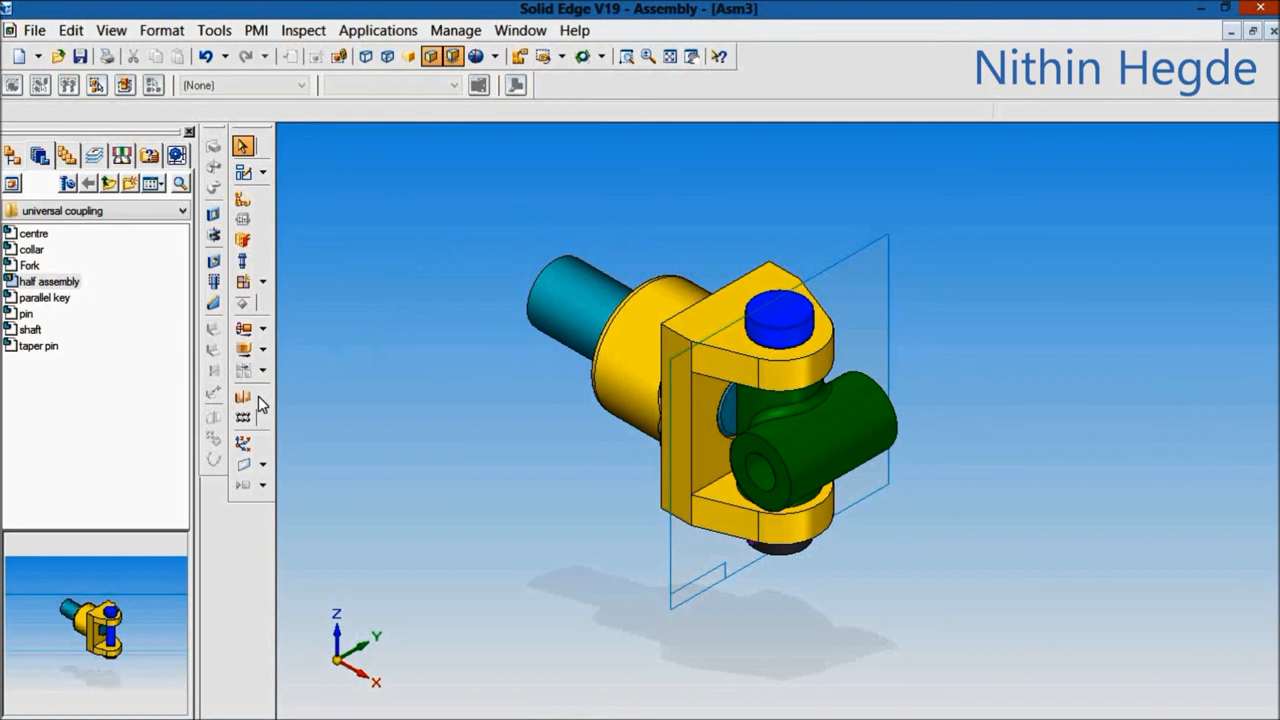 Solid Edge V19 - Assembly - [Asm3]
File Edit View Format Tools PMI Inspect Applications Manage Window Help
Nithin Hegde
(None)
universal coupling
centre
collar
Fork
half assembly
parallel key
pin
shaft
taper pin
Z
Y
X